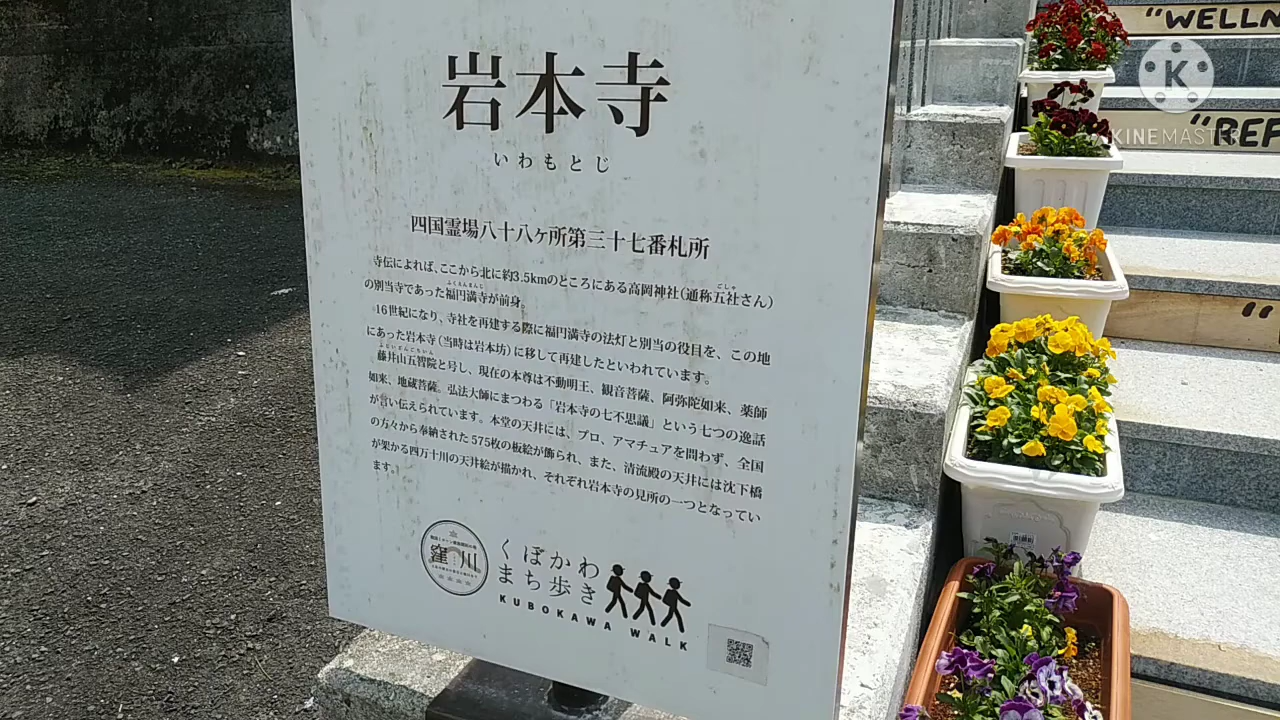 岩本寺
いわもとじ
四国霊場八十八ヶ所第三十七番札所
寺伝によれば、ここから北に約3.5kmのところにある高岡神社(通称五社さん)
ごしゃ
の別当寺であった福円満寺が前身。
ふくえんまんじ
16世紀になり、寺社を再建する際に福円満寺の法灯と別当の役目を、この地
にあった岩本寺(当時は岩本坊)に移して再建したといわれています。
藤井山五智院と号し、現在の本尊は不動明王、観音菩薩、阿弥陀如来、薬師
如来、地蔵菩薩。弘法大師にまつわる「岩本寺の七不思議」という七つの逸話
が言い伝えられています。本堂の天井には、プロ、アマチュアを問わず、全国
の方々から奉納された575枚の板絵が飾られ、また、清流殿の天井には沈下橋
が架かる四万十川の天井絵が描かれ、それぞれ岩本寺の見所の一つとなってい
ます。
窪川
くぼかわ
まち歩き
KUBOKAWA WALK
"WELLN
"REF
"
K
KINEMASTER